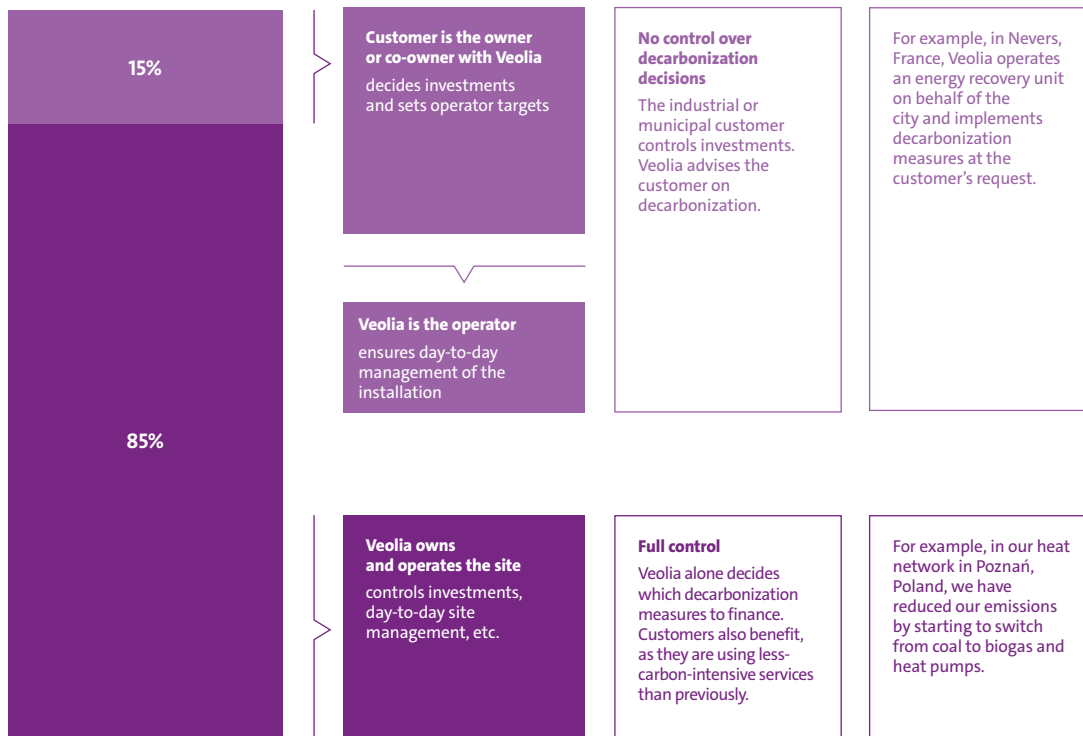 15%
Customer is the owner
or co-owner with Veolia
decides investments
and sets operator targets
No control over
decarbonization
decisions
The industrial or
municipal customer
controls investments.
Veolia advises the
customer on
decarbonization.
For example, in Nevers,
France, Veolia operates
an energy recovery unit
on behalf of the
city and implements
decarbonization
measures at the
customer’s request.
Veolia is the operator
ensures day-to-day
management of the
installation
85%
Veolia owns
and operates the site
controls investments,
day-to-day site
management, etc.
Full control
Veolia alone decides
which decarbonization
measures to finance.
Customers also benefit,
as they are using less-
carbon-intensive services
than previously.
For example, in our heat
network in Poznań,
Poland, we have
reduced our emissions
by starting to switch
from coal to biogas and
heat pumps.